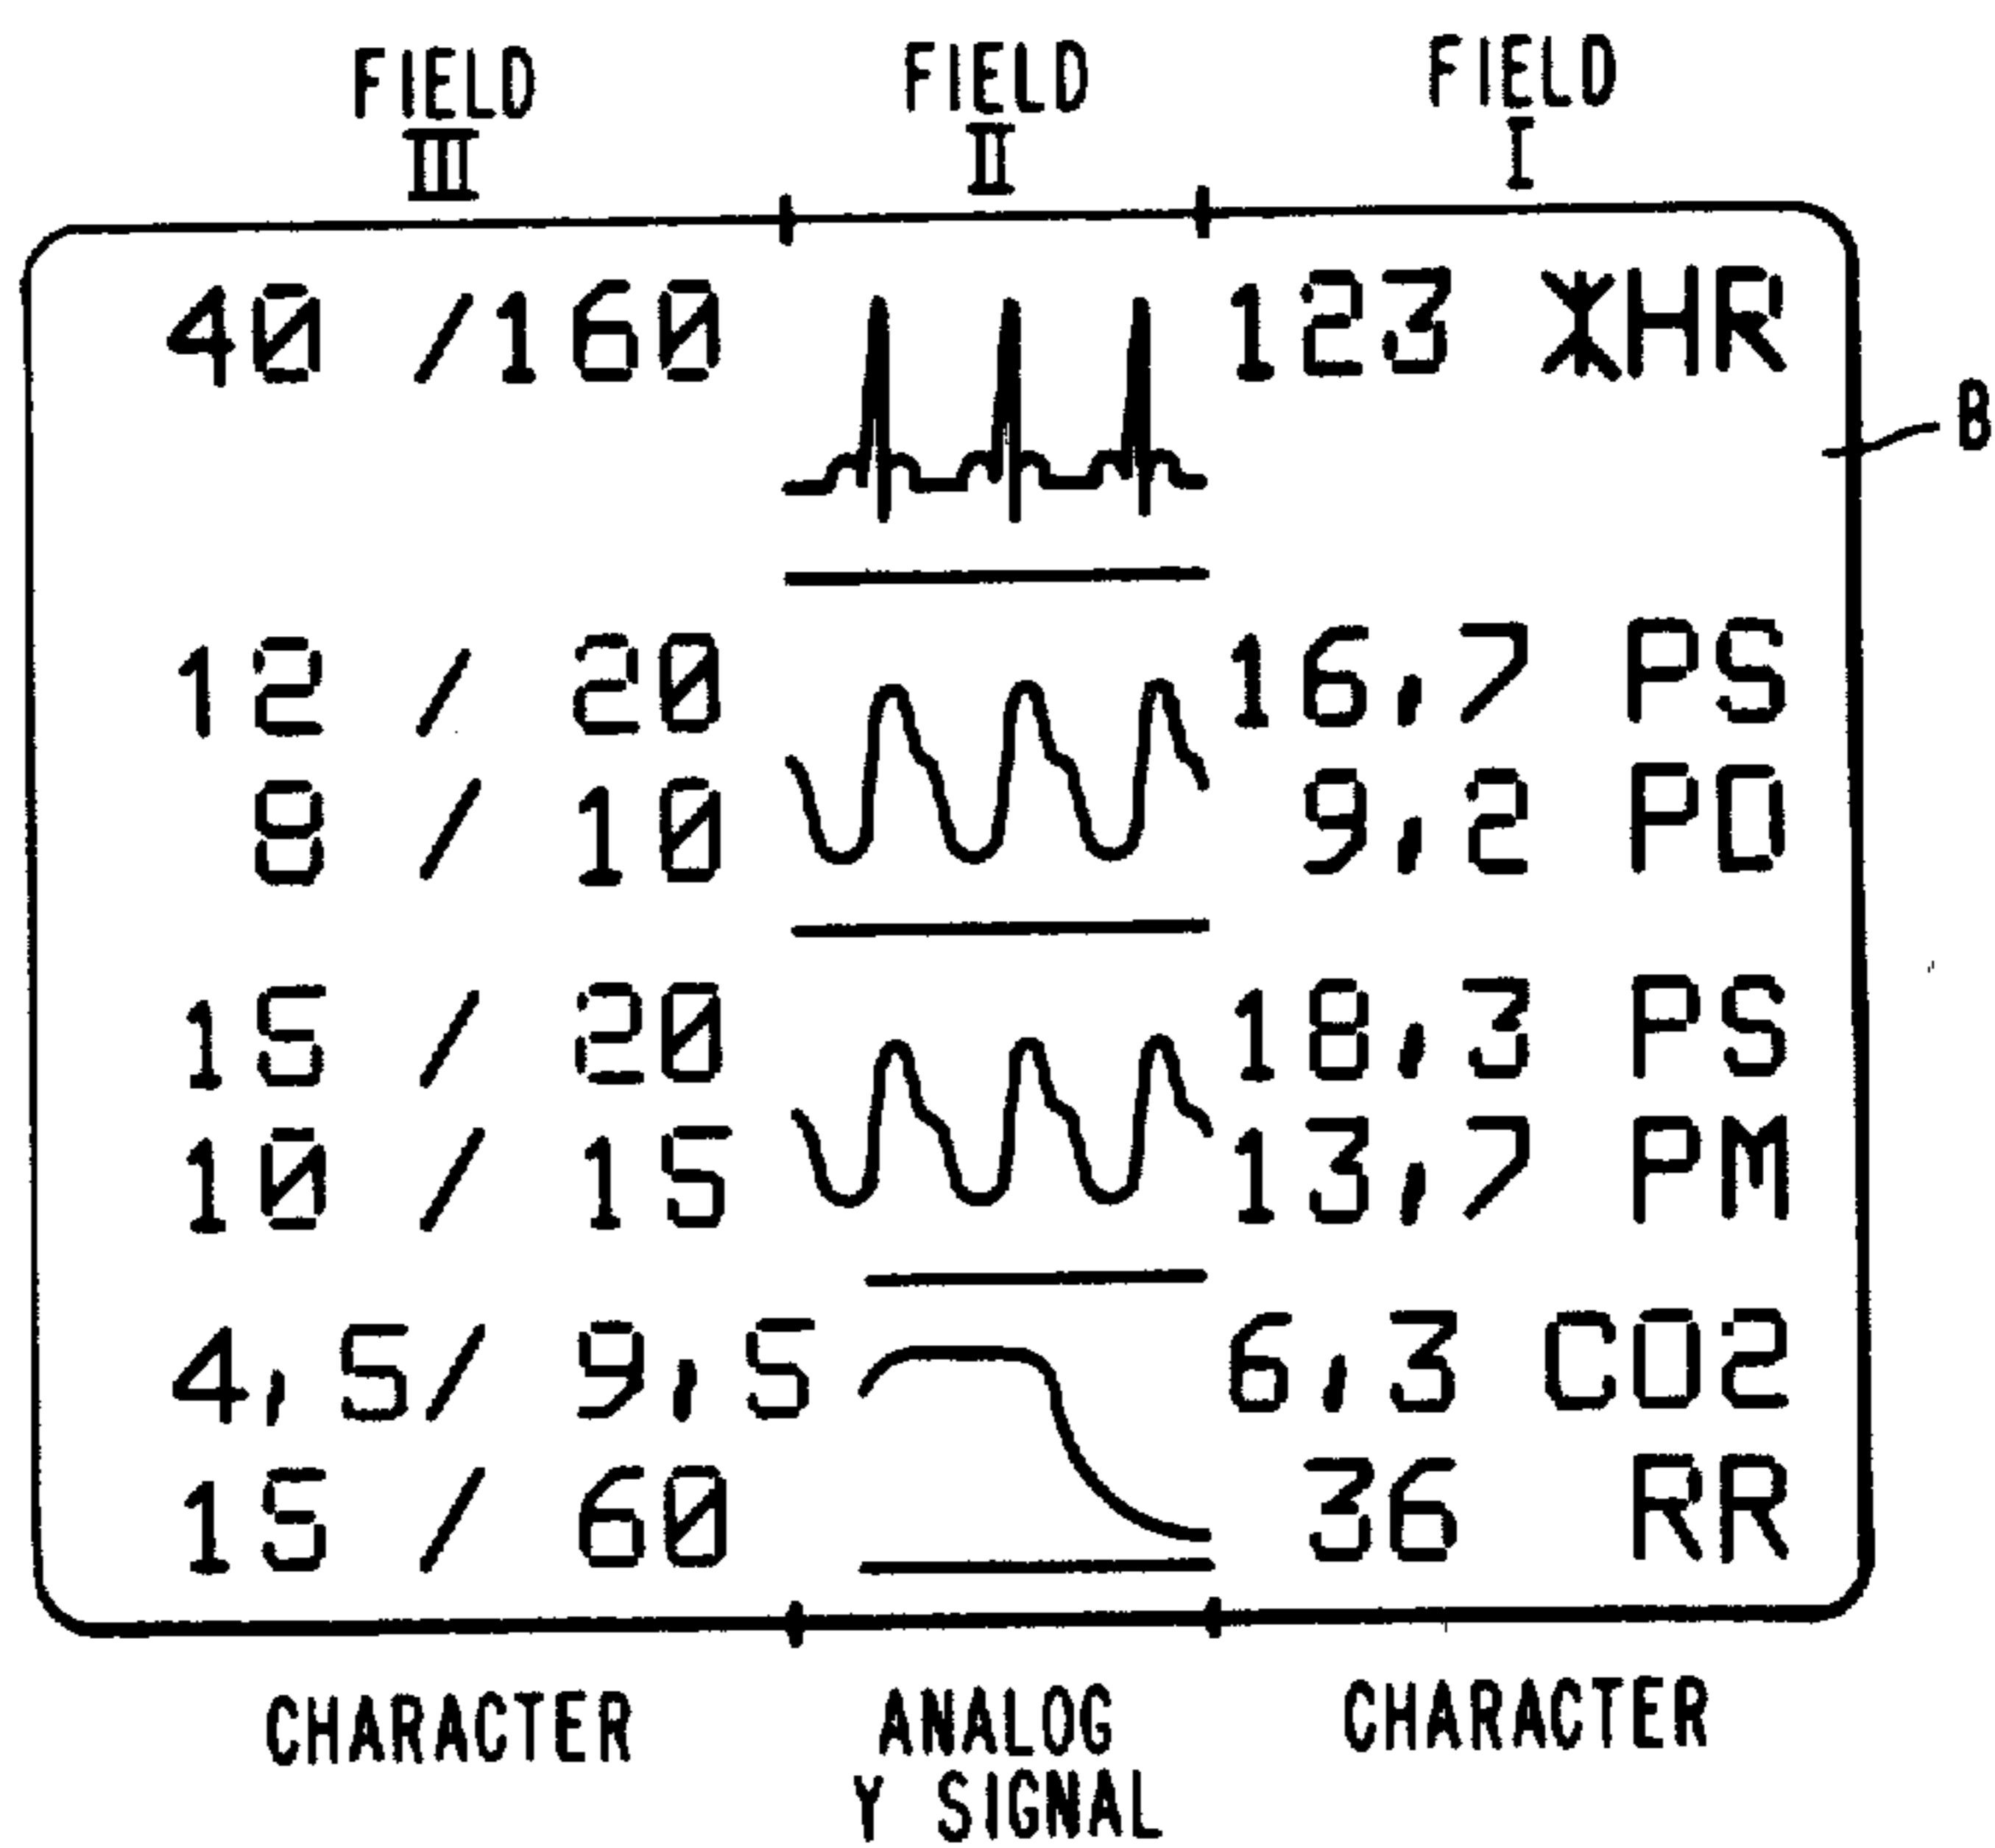 FIELD III FIELD II FIELD I
40 /160 123 *HR
B
12 / 20 16,7 PS
8 / 10 9,2 PD
15 / 20 18,3 PS
10 / 15 13,7 PM
4,5/ 9,5 6,3 CO2
15 / 60 36 RR
CHARACTER ANALOG Y SIGNAL CHARACTER